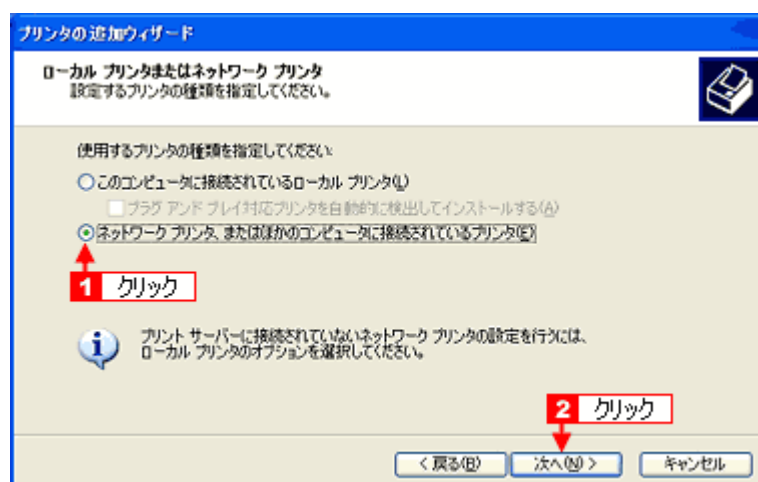 プリンタの追加ウィザード
ローカル プリンタまたはネットワーク プリンタ
設定するプリンタの種類を指定してください。
使用するプリンタの種類を指定してください:
このコンピュータに接続されているローカル プリンタ(L)
プラグ アンド プレイ対応プリンタを自動的に検出してインストールする(A)
ネットワーク プリンタ、またはほかのコンピュータに接続されているプリンタ(E)
1 クリック
プリント サーバーに接続されていないネットワーク プリンタの設定を行うには、
ローカル プリンタのオプションを選択してください。
2 クリック
< 戻る(B) 次へ(N) > キャンセル